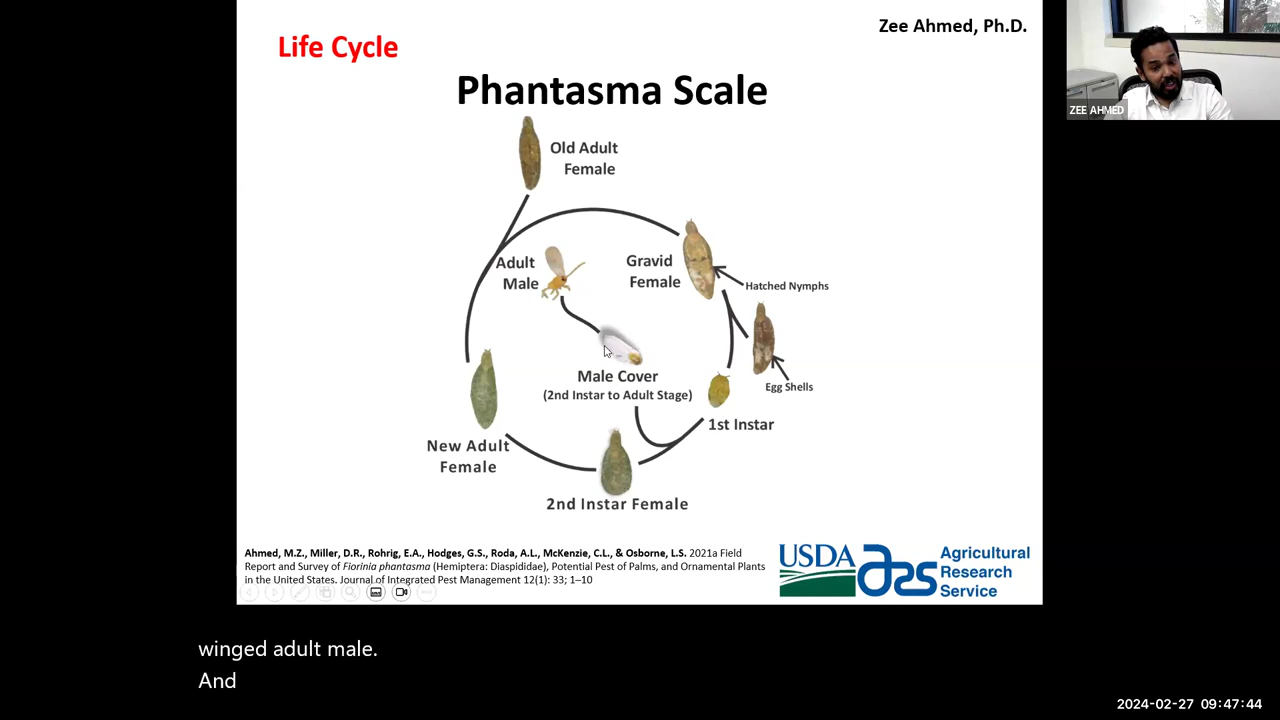 Zee Ahmed, Ph.D.
Life Cycle
Phantasma Scale
ZEE AHMED
Old Adult
Female
Adult
Male
Gravid
Female
Hatched Nymphs
Egg Shells
Male Cover
(2nd Instar to Adult Stage)
1st Instar
New Adult
Female
2nd Instar Female
Ahmed, M.Z., Miller, D.R., Rohrig, E.A., Hodges, G.S., Roda, A.L., McKenzie, C.L., & Osborne, L.S. 2021a Field
Report and Survey of Fiorinia phantasma (Hemiptera: Diaspididae), Potential Pest of Palms, and Ornamental Plants
in the United States. Journal of Integrated Pest Management 12(1): 33; 1–10
USDA
ars
Agricultural
Research
Service
winged adult male.
And
2024-02-27 09:47:44